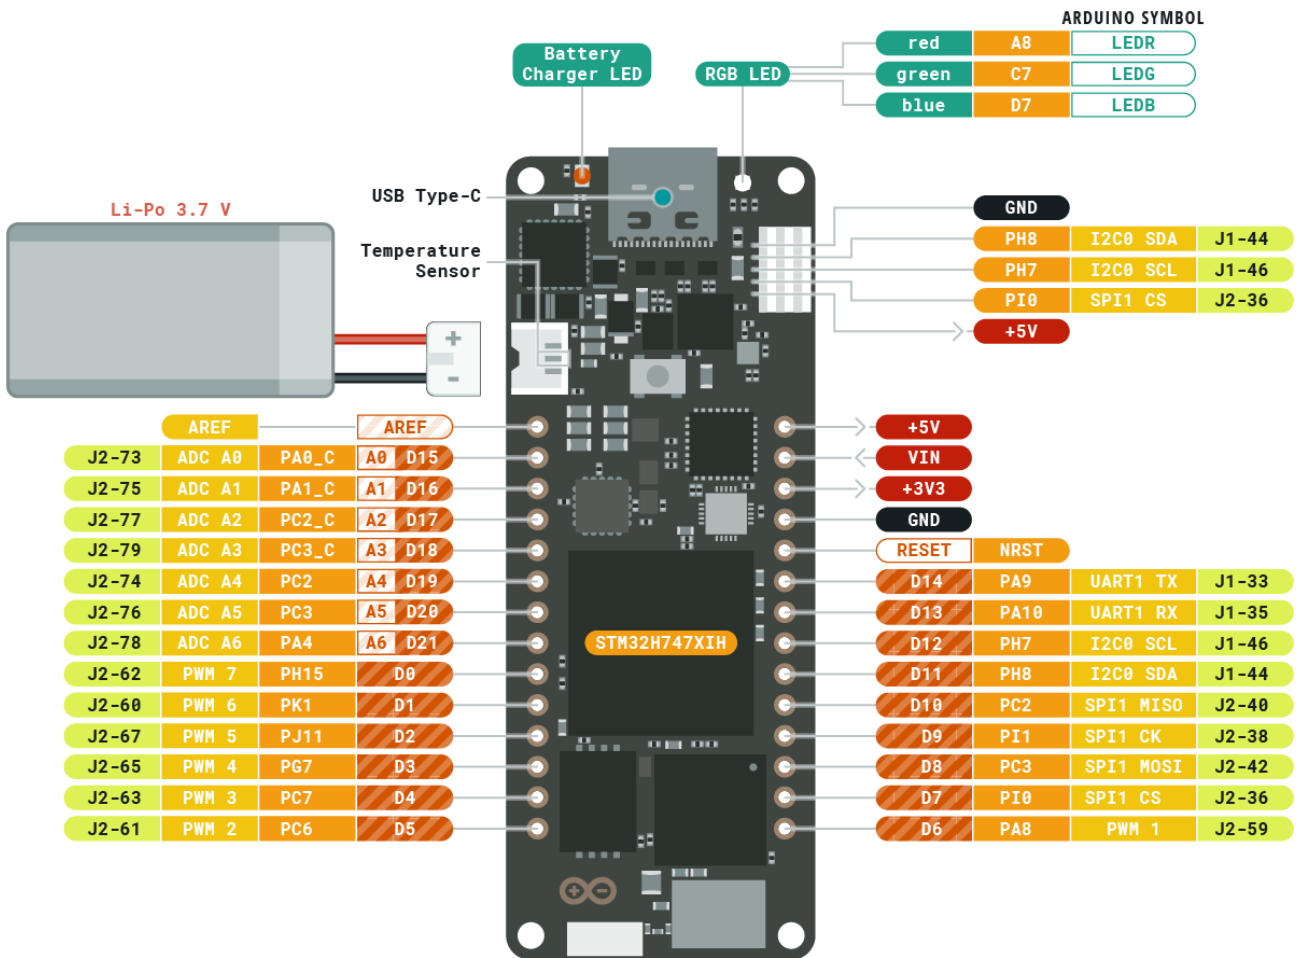 ARDUINO SYMBOL
red A8 LEDR
green C7 LEDG
blue D7 LEDB
Battery
Charger LED
RGB LED
USB Type-C
Li-Po 3.7 V
Temperature
Sensor
+
-
GND
PH8 I2C0 SDA J1-44
PH7 I2C0 SCL J1-46
PI0 SPI1 CS J2-36
+5V
AREF AREF
J2-73 ADC A0 PA0_C A0 D15
J2-75 ADC A1 PA1_C A1 D16
J2-77 ADC A2 PC2_C A2 D17
J2-79 ADC A3 PC3_C A3 D18
J2-74 ADC A4 PC2 A4 D19
J2-76 ADC A5 PC3 A5 D20
J2-78 ADC A6 PA4 A6 D21
J2-62 PWM 7 PH15 D0
J2-60 PWM 6 PK1 D1
J2-67 PWM 5 PJ11 D2
J2-65 PWM 4 PG7 D3
J2-63 PWM 3 PC7 D4
J2-61 PWM 2 PC6 D5
STM32H747XIH
+5V
VIN
+3V3
GND
RESET NRST
D14 PA9 UART1 TX J1-33
D13 PA10 UART1 RX J1-35
D12 PH7 I2C0 SCL J1-46
D11 PH8 I2C0 SDA J1-44
D10 PC2 SPI1 MISO J2-40
D9 PI1 SPI1 CK J2-38
D8 PC3 SPI1 MOSI J2-42
D7 PI0 SPI1 CS J2-36
D6 PA8 PWM 1 J2-59